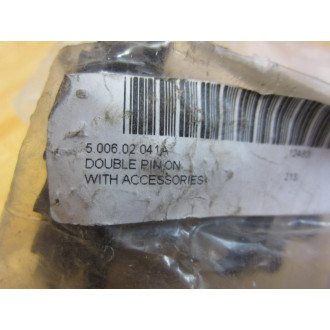 5.006.02.041A
DOUBLE PIN ON
WITH ACCESSORIES